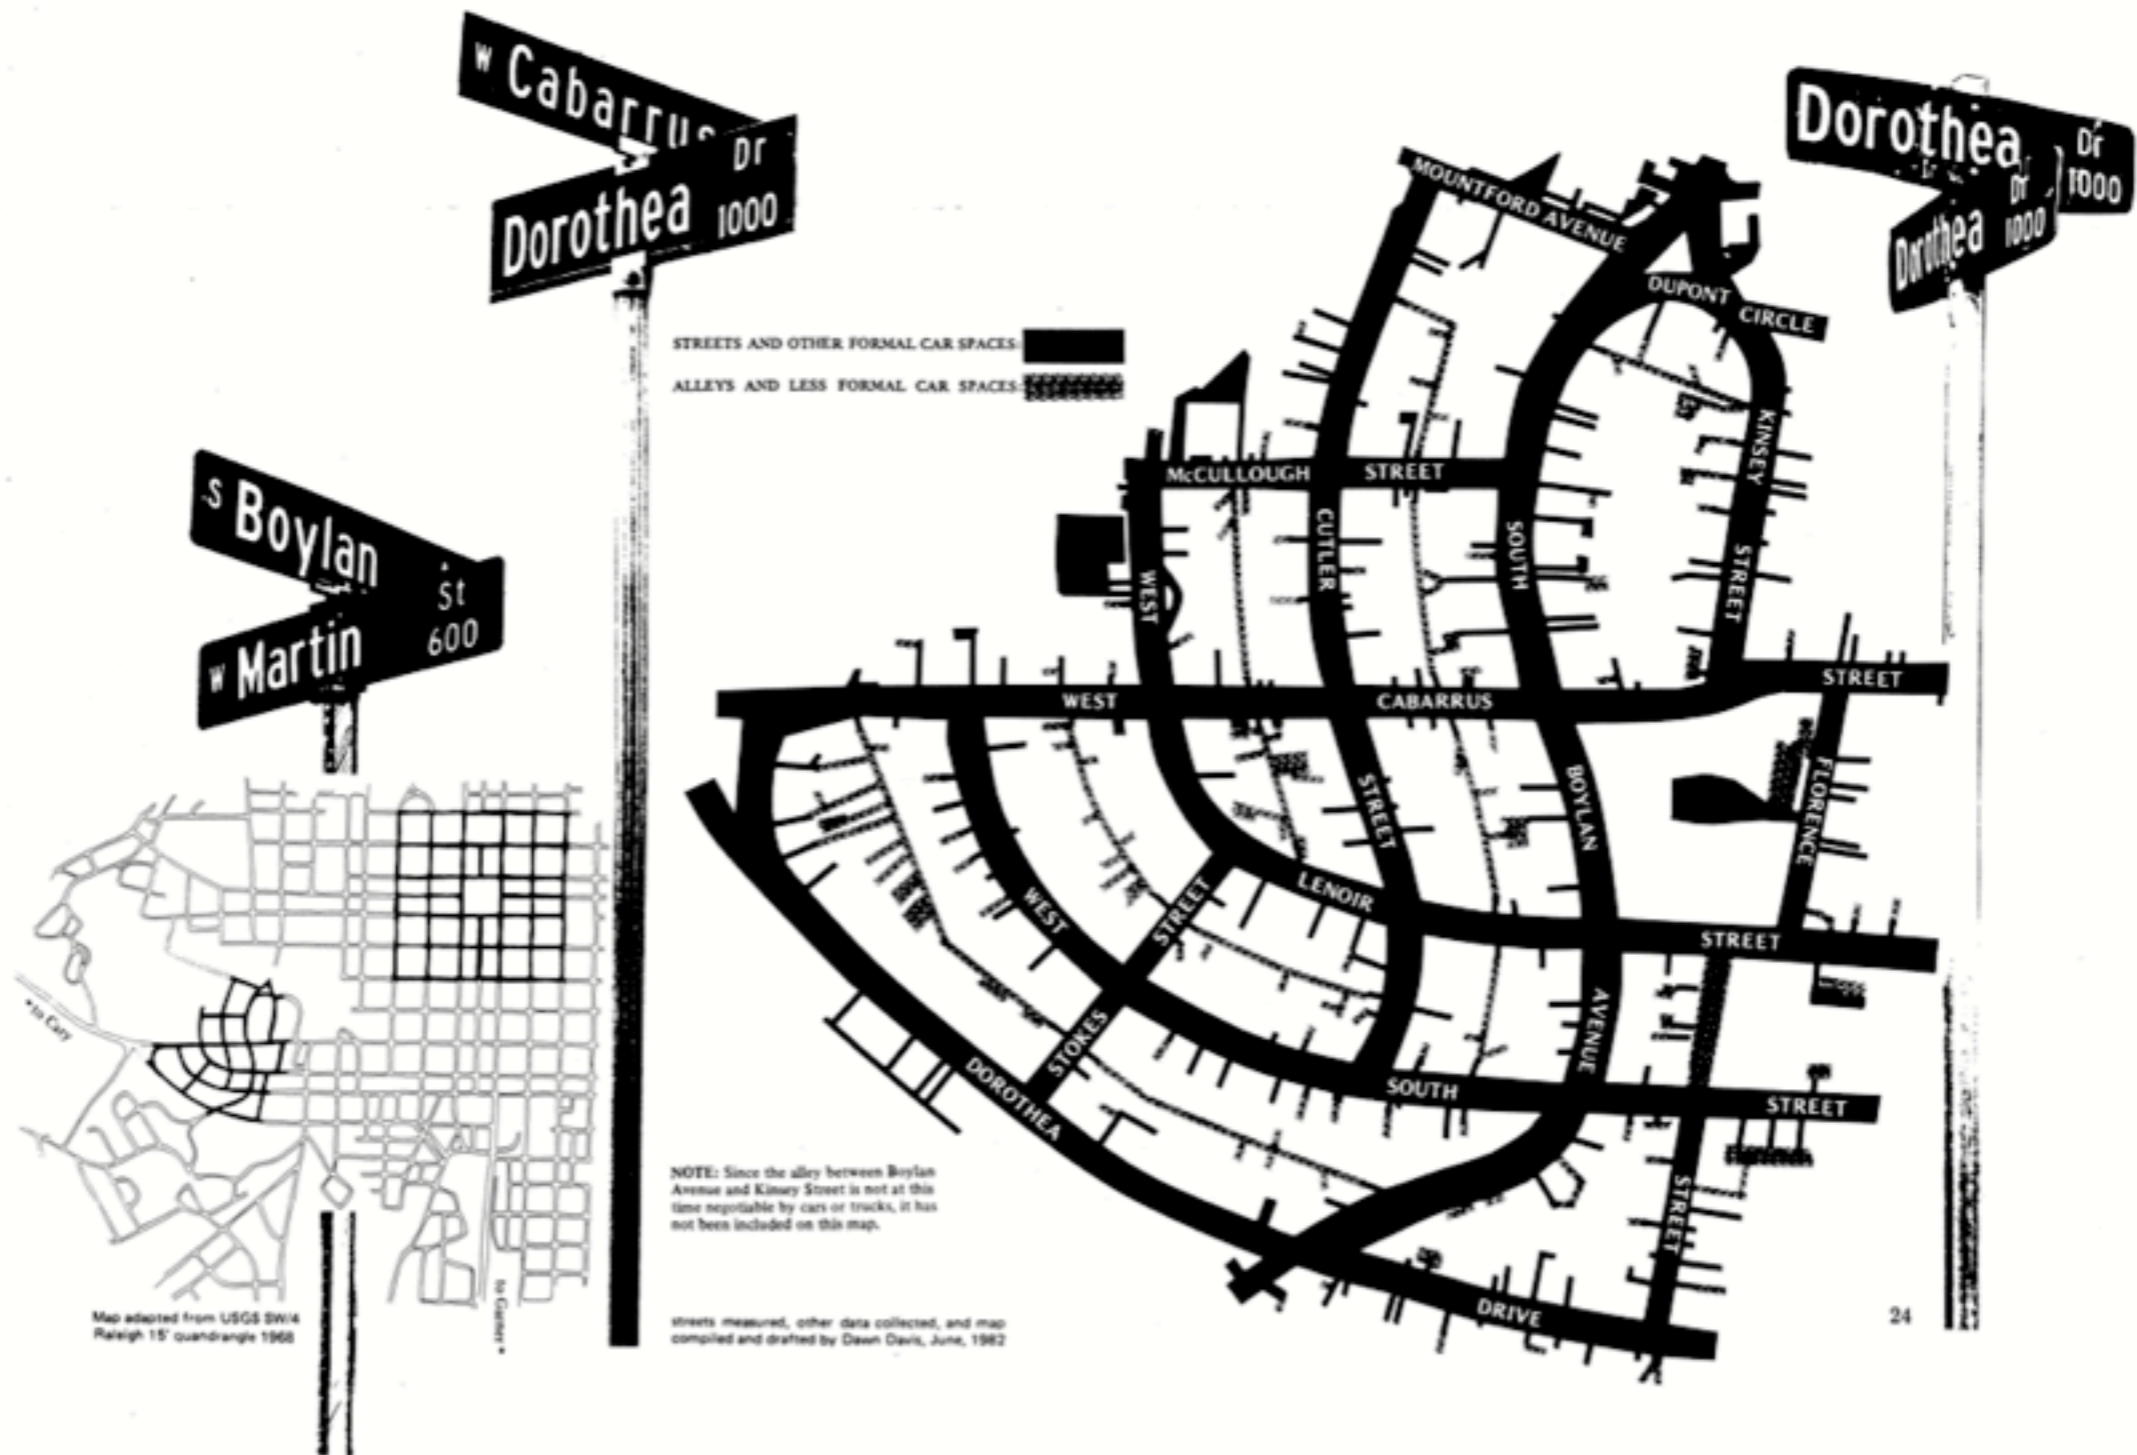 W Cabarrus
Dorothea Dr 1000
Dorothea Dr 1000
Dorothea Dr 1000
S Boylan
W Martin St 600
STREETS AND OTHER FORMAL CAR SPACES:
ALLEYS AND LESS FORMAL CAR SPACES:
MOUNTFORD AVENUE
DUPONT CIRCLE
KINSEY STREET
McCULLOUGH STREET
CUTLER STREET
SOUTH BOYLAN AVENUE
WEST LENOIR STREET
WEST CABARRUS STREET
FLORENCE STREET
WEST SOUTH STREET
STOKES STREET
DOROTHEA DRIVE
to Cary
to Garner
Map adapted from USGS SW/4
Raleigh 15' quandrangle 1968
NOTE: Since the alley between Boylan
Avenue and Kinsey Street is not at this
time negotiable by cars or trucks, it has
not been included on this map.
streets measured, other data collected, and map
compiled and drafted by Dawn Davis, June, 1982
24